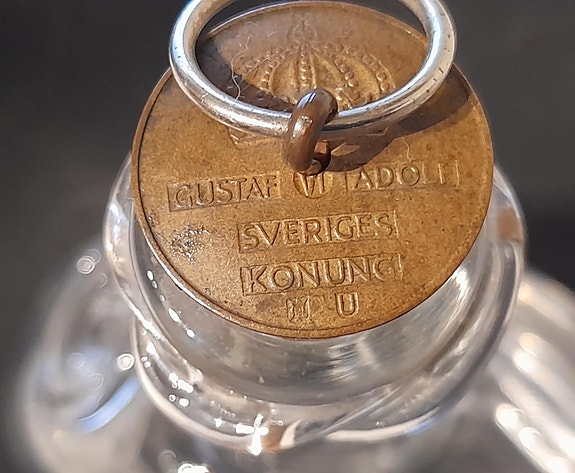 GUSTAF VI ADOLF
SVERIGES
KONUNG
U